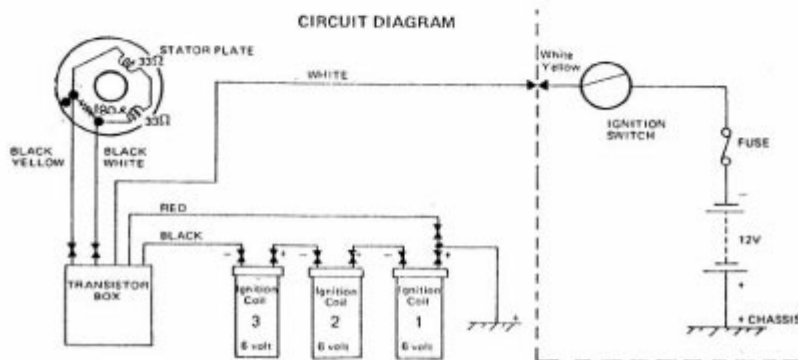 CIRCUIT DIAGRAM
STATOR PLATE
33Ω
33Ω
WHITE
White
Yellow
IGNITION
SWITCH
FUSE
BLACK
YELLOW
BLACK
WHITE
RED
BLACK
TRANSISTOR
BOX
-
+
-
+
-
+
Ignition
Coil
3
6 volt
Ignition
Coil
2
6 volt
Ignition
Coil
1
6 volt
+
-
12V
+
+ CHASSIS